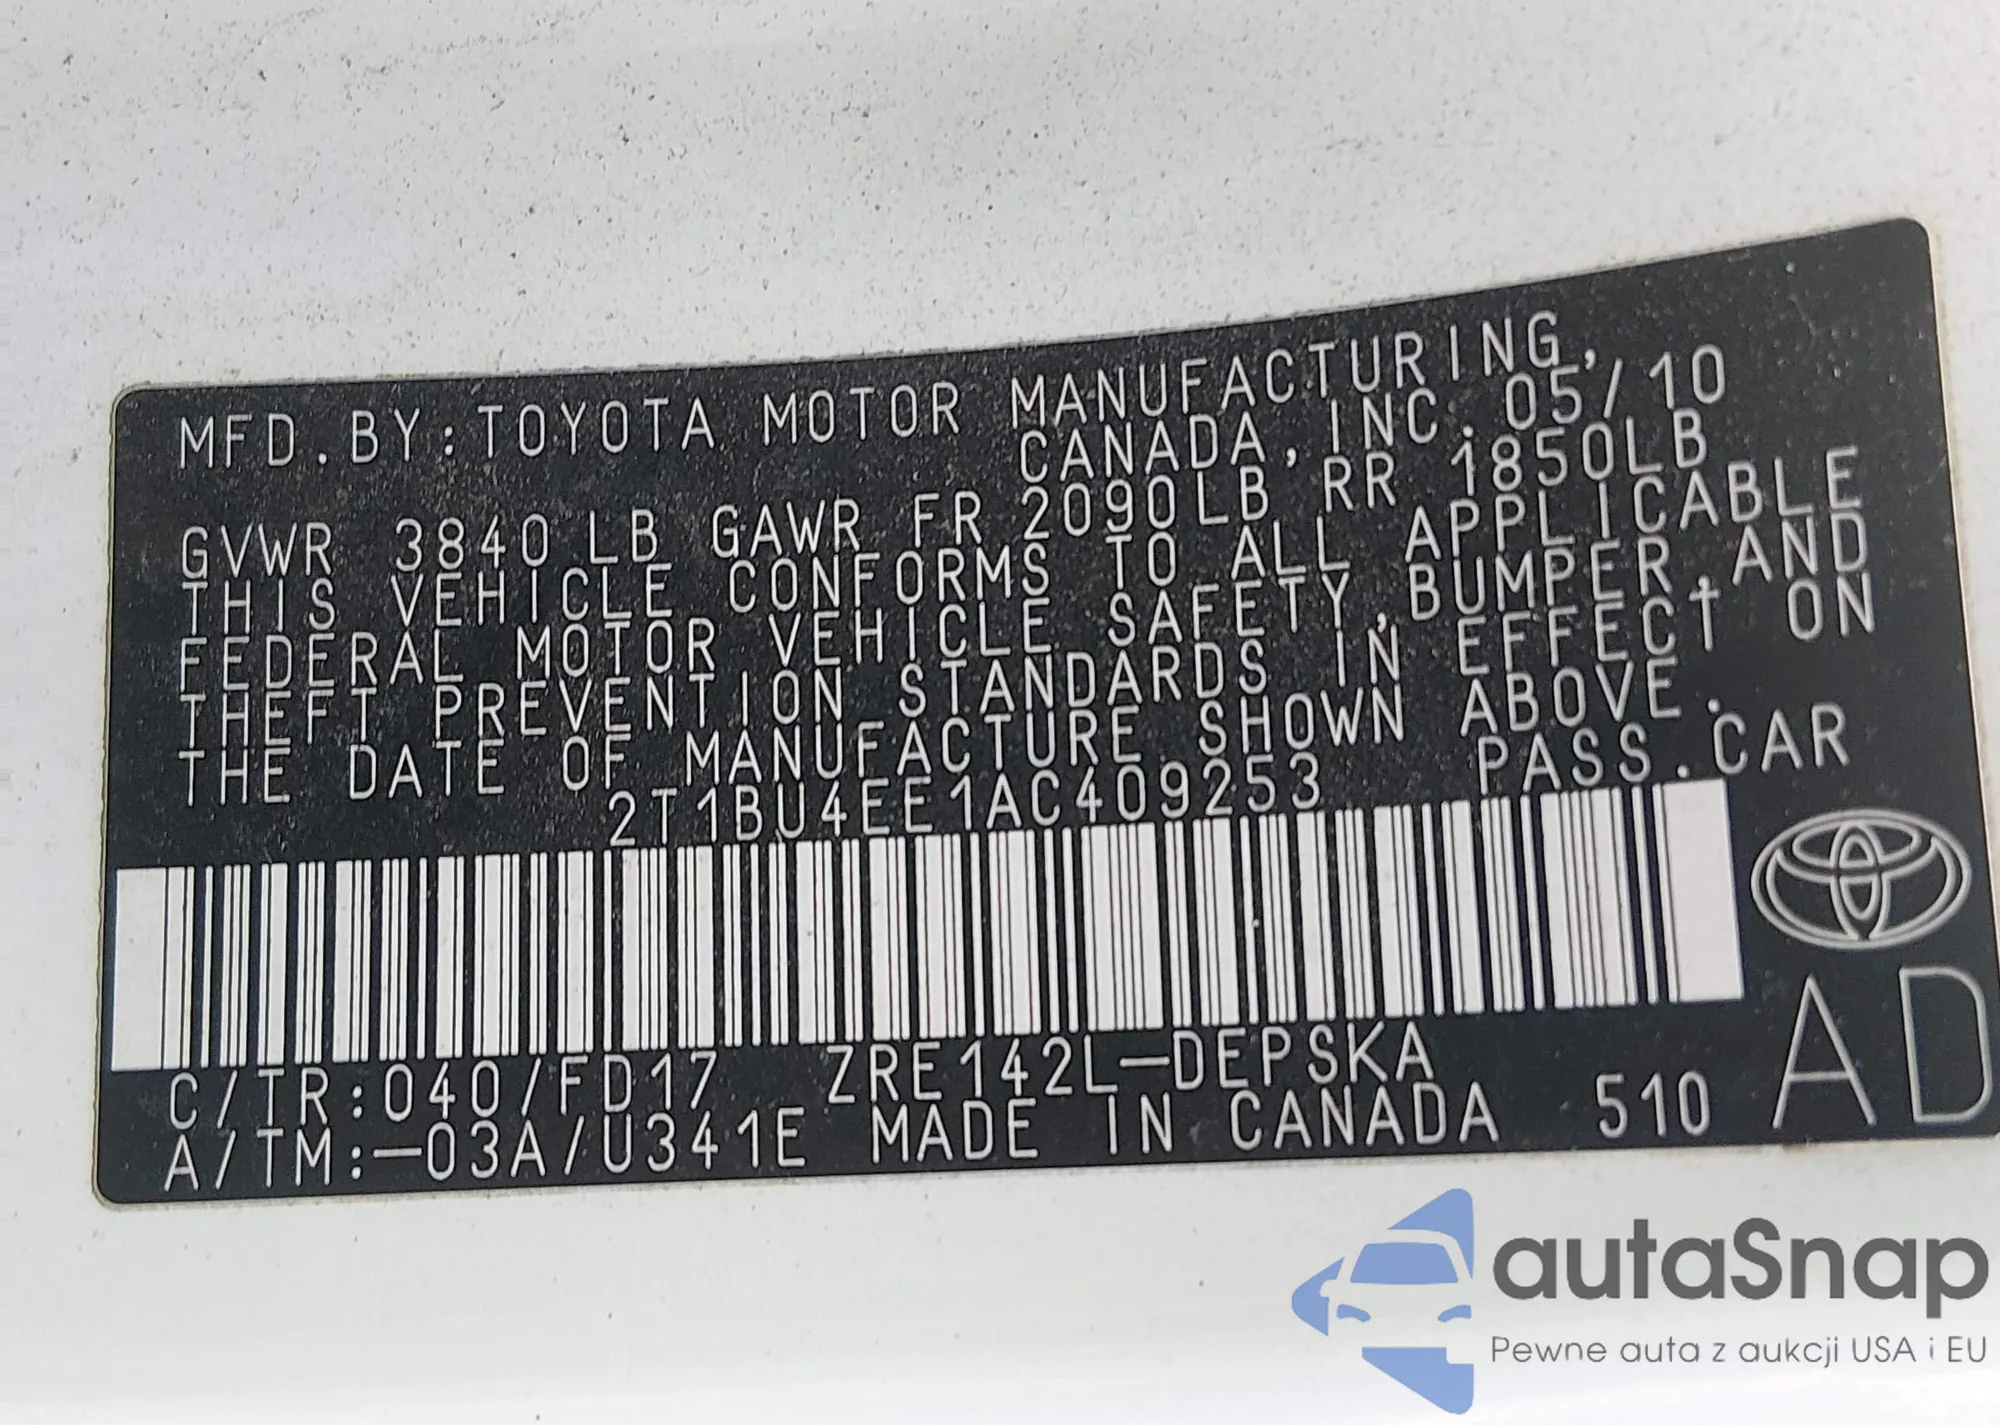 MFD.BY:TOYOTA MOTOR MANUFACTURING,
CANADA,INC.05/10
GVWR 3840LB GAWR FR 2090LB RR 1850LB
THIS VEHICLE CONFORMS TO ALL APPLICABLE
FEDERAL MOTOR VEHICLE SAFETY,BUMPER,AND
THEFT PREVENTION STANDARDS IN EFFECT ON
THE DATE OF MANUFACTURE SHOWN ABOVE.
2T1BU4EE1AC409253 PASS.CAR
C/TR:040/FD17 ZRE142L-DEPSKA
A/TM:-03A/U341E MADE IN CANADA 510
AD
autaSnap
Pewne auta z aukcji USA i EU